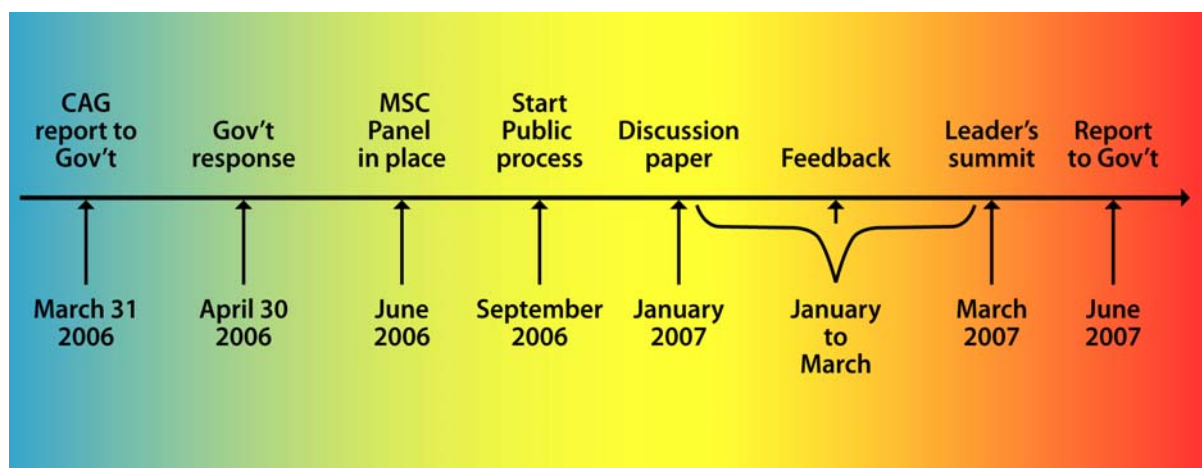 CAG
report to
Gov't
Gov't
response
MSC
Panel
in place
Start
Public
process
Discussion
paper
Feedback
Leader's
summit
Report
to Gov't
March 31
2006
April 30
2006
June
2006
September
2006
January
2007
January
to
March
March
2007
June
2007